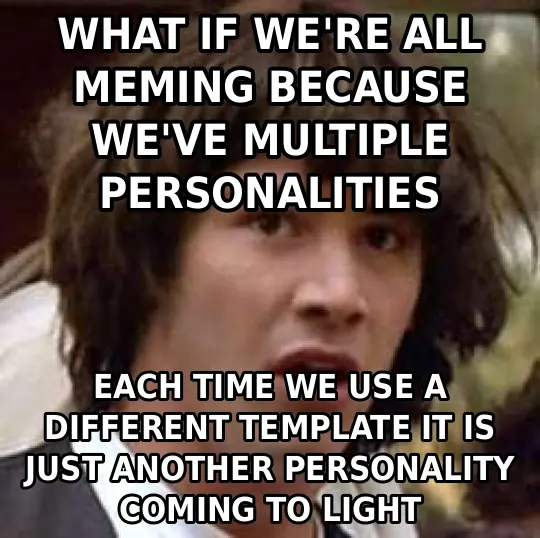 WHAT IF WE'RE ALL
MEMING BECAUSE
WE'VE MULTIPLE
PERSONALITIES
EACH TIME WE USE A
DIFFERENT TEMPLATE IT IS
JUST ANOTHER PERSONALITY
COMING TO LIGHT